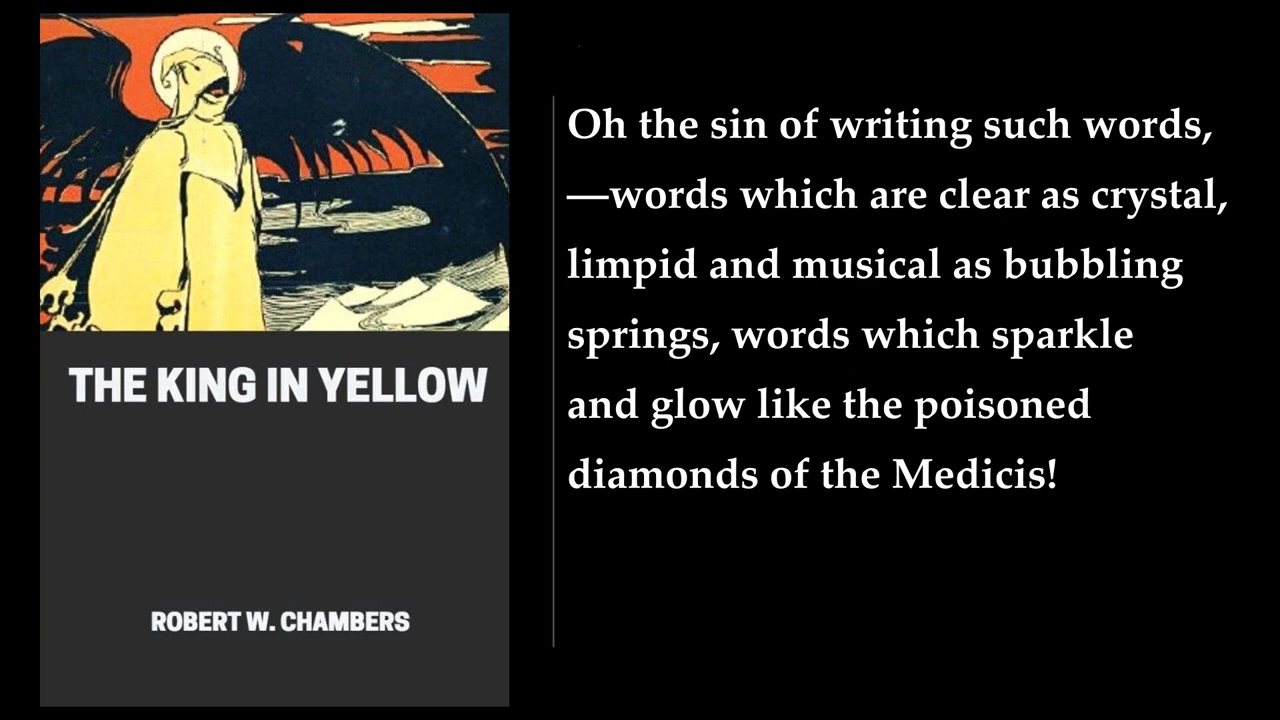 THE KING IN YELLOW
ROBERT W. CHAMBERS
Oh the sin of writing such words,
—words which are clear as crystal,
limpid and musical as bubbling
springs, words which sparkle
and glow like the poisoned
diamonds of the Medicis!